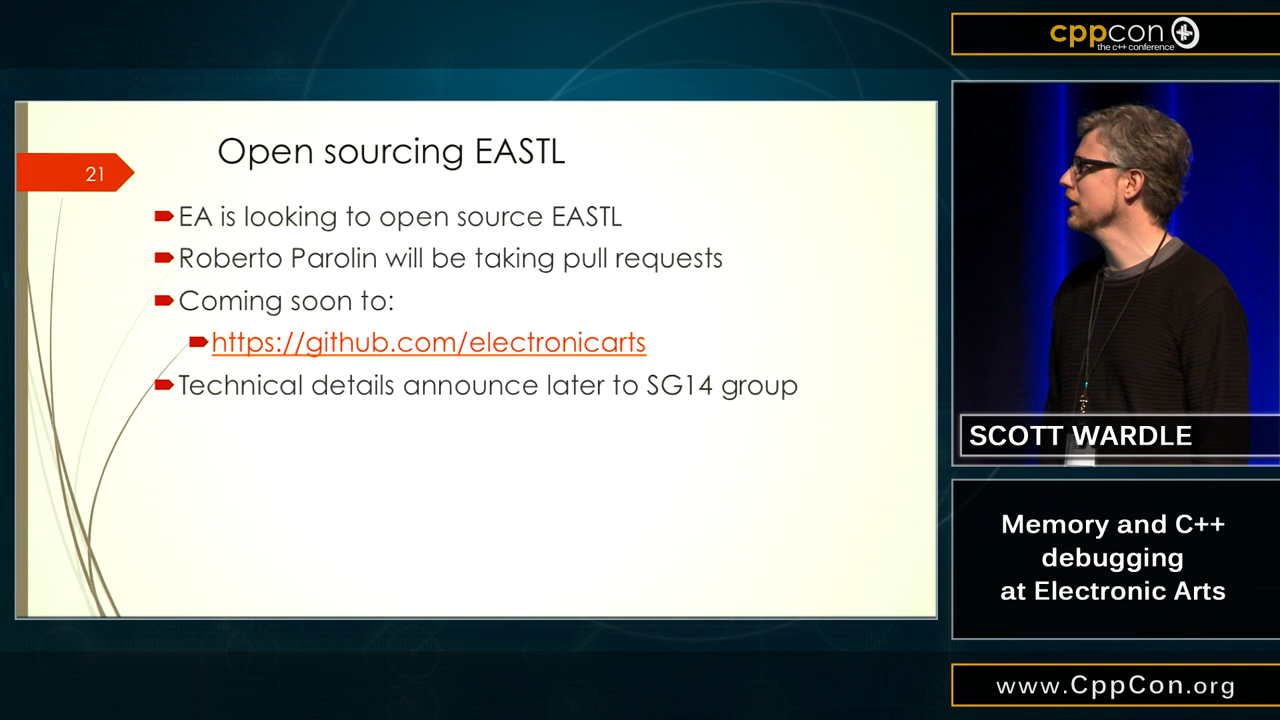 cppcon
the c++ conference
Open sourcing EASTL
21
EA is looking to open source EASTL
Roberto Parolin will be taking pull requests
Coming soon to:
https://github.com/electronicarts
Technical details announce later to SG14 group
SCOTT WARDLE
Memory and C++
debugging
at Electronic Arts
www.CppCon.org